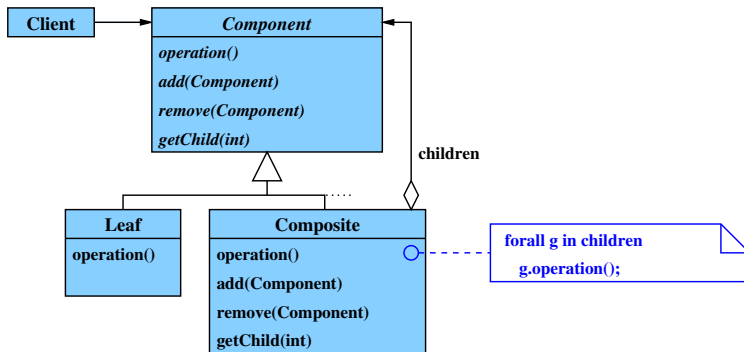 Client
Component
operation()
add(Component)
remove(Component)
getChild(int)
children
Leaf
operation()
Composite
operation()
add(Component)
remove(Component)
getChild(int)
forall g in children
g.operation();